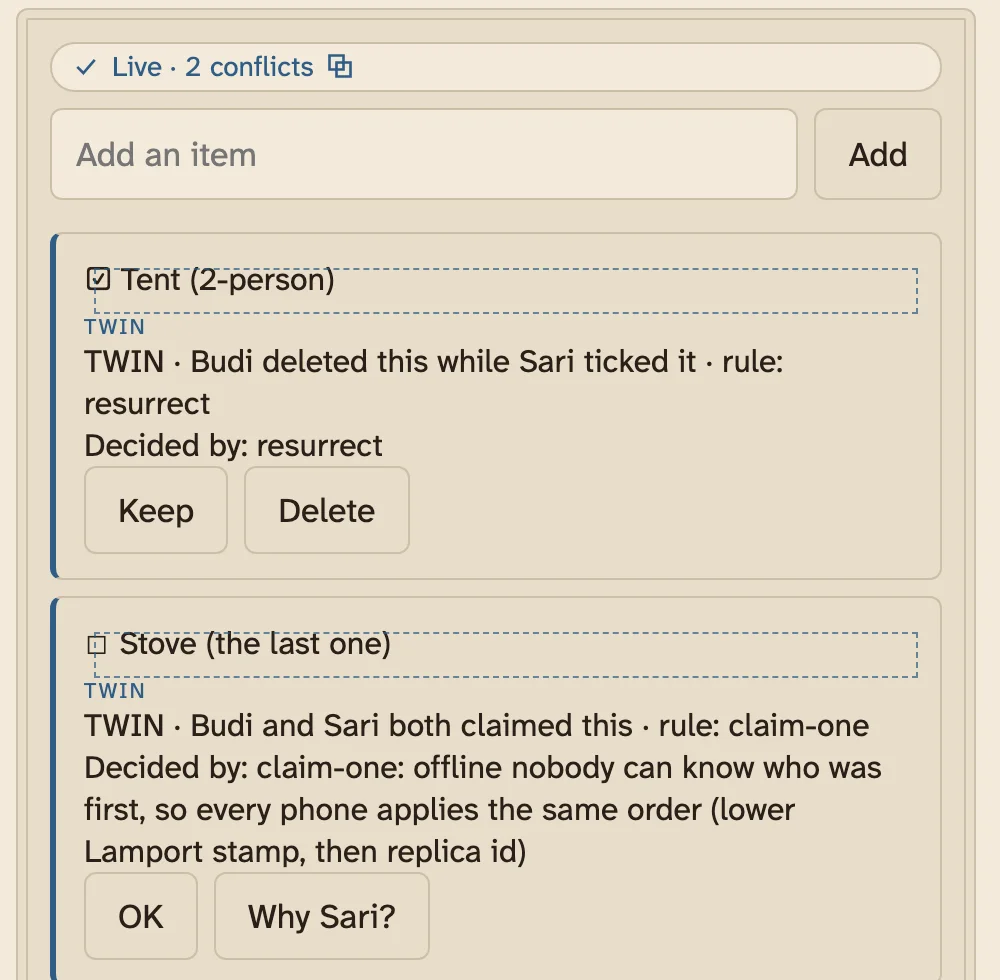 ✓ Live · 2 conflicts
Add an item
Add
☑ Tent (2-person)
TWIN
TWIN · Budi deleted this while Sari ticked it · rule:
resurrect
Decided by: resurrect
Keep
Delete
☐ Stove (the last one)
TWIN
TWIN · Budi and Sari both claimed this · rule: claim-one
Decided by: claim-one: offline nobody can know who was
first, so every phone applies the same order (lower
Lamport stamp, then replica id)
OK
Why Sari?